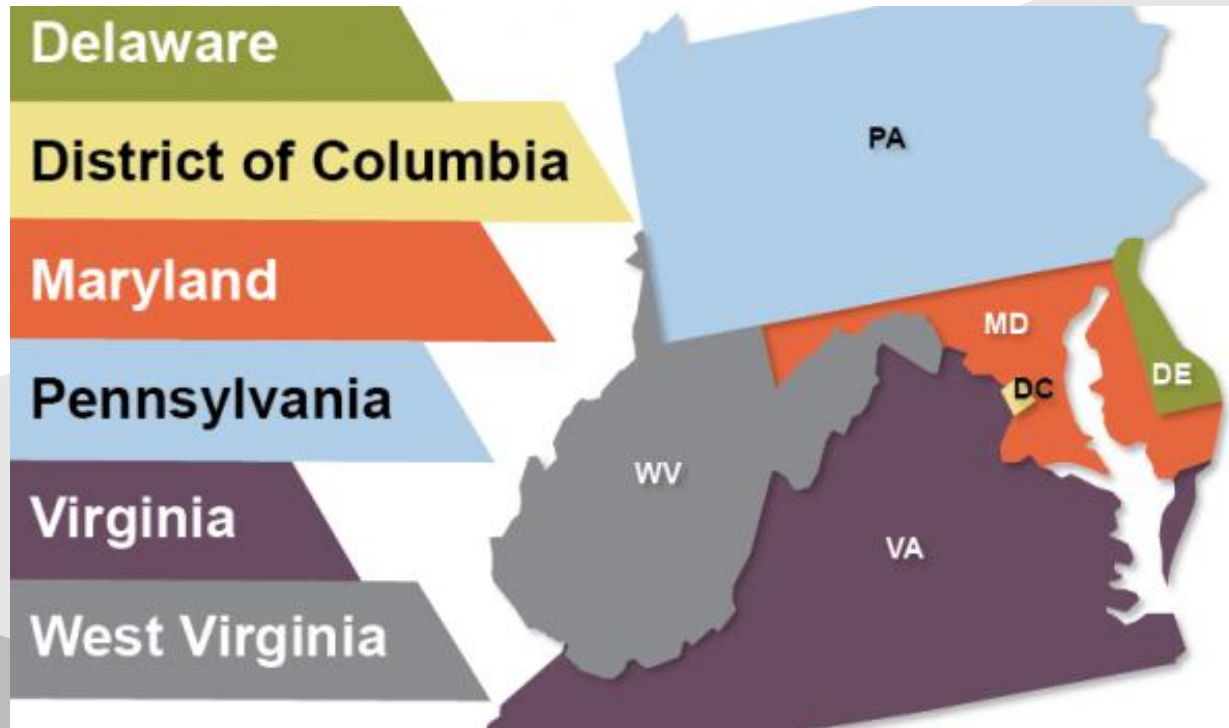 Delaware
District of Columbia
Maryland
Pennsylvania
Virginia
West Virginia
PA
MD
DC
DE
WV
VA